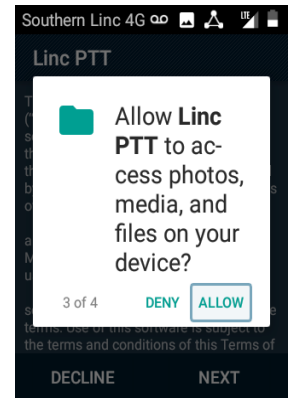 Southern Linc 4G
LTE
Linc PTT
Allow Linc
PTT to ac-
cess photos,
media, and
files on your
device?
3 of 4
DENY
ALLOW
terms. Use of this software is subject to
the terms and conditions of this Terms of
DECLINE
NEXT